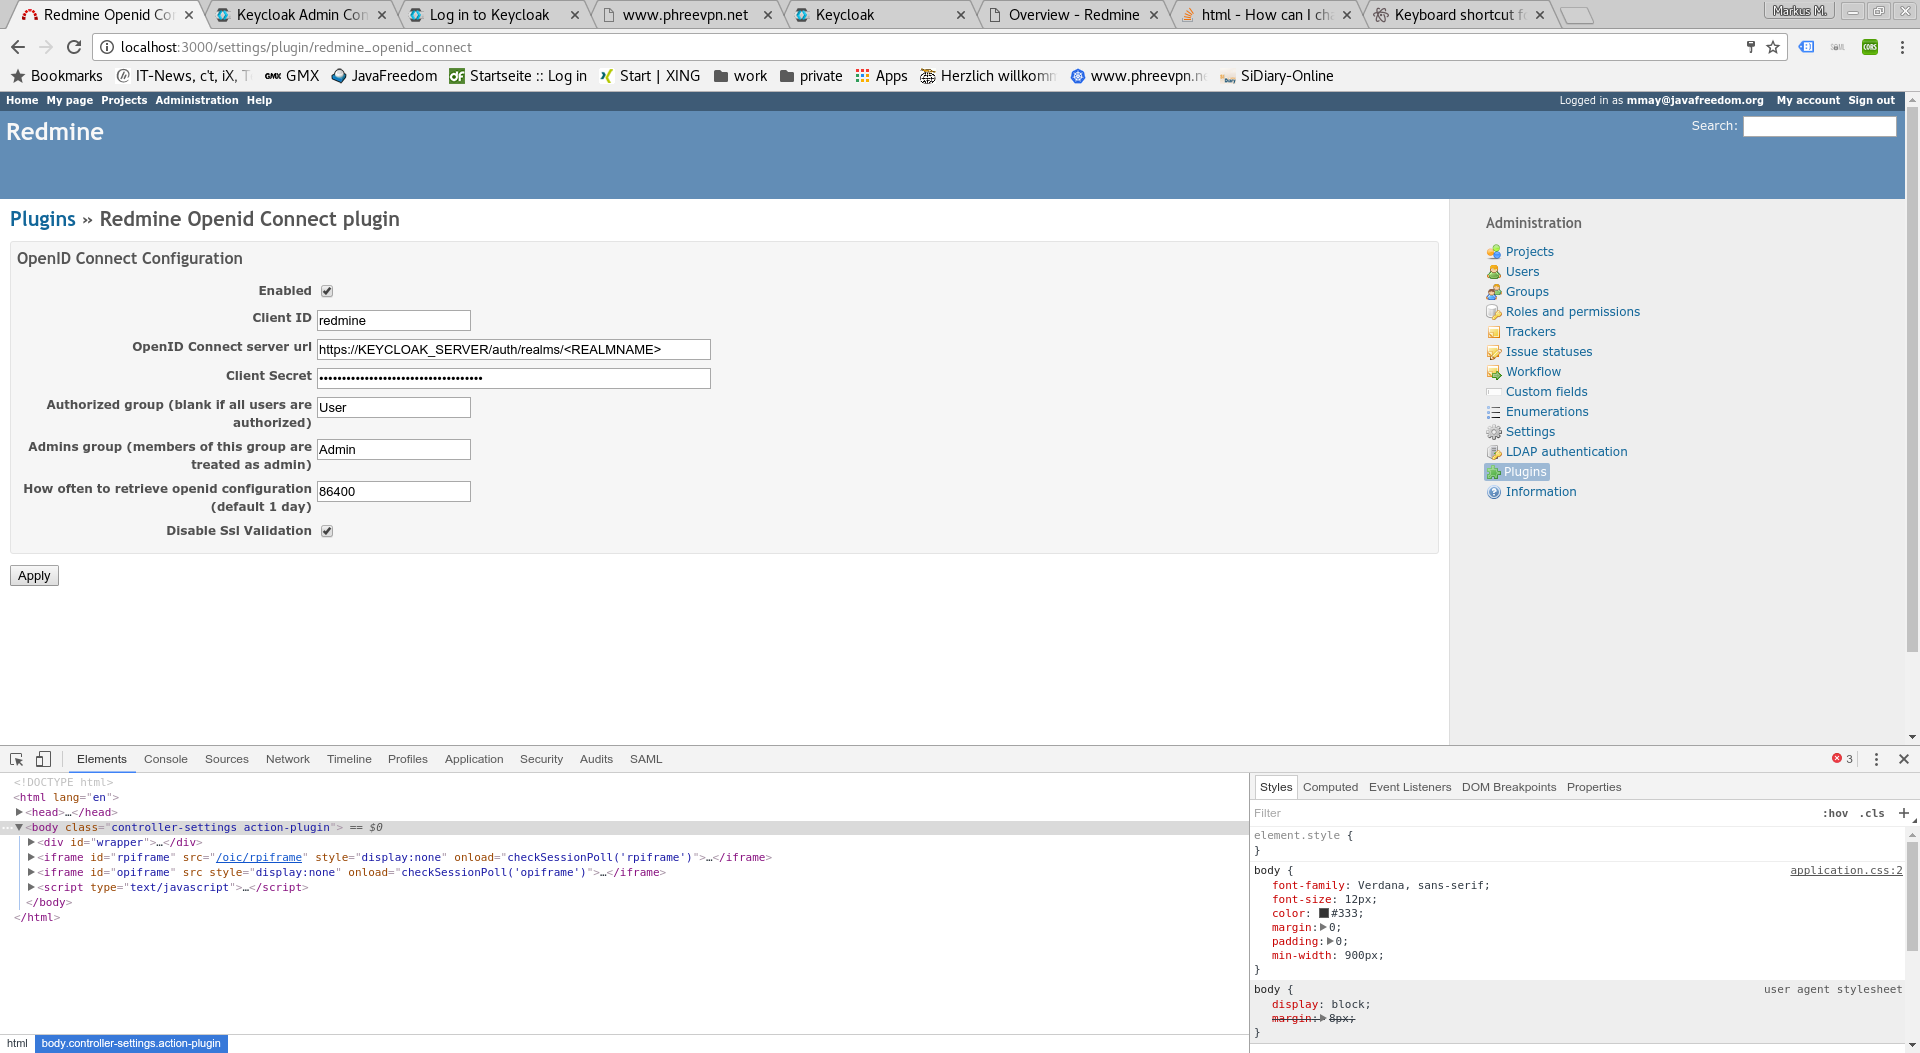 Redmine Openid Co
Keycloak Admin Con
Log in to Keycloak
www.phreevpn.net
Keycloak
Overview - Redmine
html - How can I cha
Keyboard shortcut f
Markus M.
localhost:3000/settings/plugin/redmine_openid_connect
Bookmarks
IT-News, c't, iX, T
GMX GMX
JavaFreedom
Startseite :: Log in
Start | XING
work
private
Apps
Herzlich willkomm
www.phreevpn.ne
SiDiary-Online
Home My page Projects Administration Help
Logged in as mmay@javafreedom.org My account Sign out
Redmine
Search:
Plugins » Redmine Openid Connect plugin
OpenID Connect Configuration
Enabled
Client ID redmine
OpenID Connect server url https://KEYCLOAK_SERVER/auth/realms/<REALMNAME>
Client Secret ••••••••••••••••••••••••••••••••••••
Authorized group (blank if all users are
authorized)
User
Admins group (members of this group are
treated as admin)
Admin
How often to retrieve openid configuration
(default 1 day)
86400
Disable Ssl Validation
Apply
Administration
Projects
Users
Groups
Roles and permissions
Trackers
Issue statuses
Workflow
Custom fields
Enumerations
Settings
LDAP authentication
Plugins
Information
Elements Console Sources Network Timeline Profiles Application Security Audits SAML
3
<!DOCTYPE html>
<html lang="en">
<head>…</head>
<body class="controller-settings action-plugin"> == $0
<div id="wrapper">…</div>
<iframe id="rpiframe" src="/oic/rpiframe" style="display:none" onload="checkSessionPoll('rpiframe')">…</iframe>
<iframe id="opiframe" src style="display:none" onload="checkSessionPoll('opiframe')">…</iframe>
<script type="text/javascript">…</script>
</body>
</html>
html body.controller-settings.action-plugin
Styles Computed Event Listeners DOM Breakpoints Properties
Filter :hov .cls +
element.style {
}
body { application.css:2
font-family: Verdana, sans-serif;
font-size: 12px;
color: #333;
margin: 0;
padding: 0;
min-width: 900px;
}
body { user agent stylesheet
display: block;
margin: 8px;
}